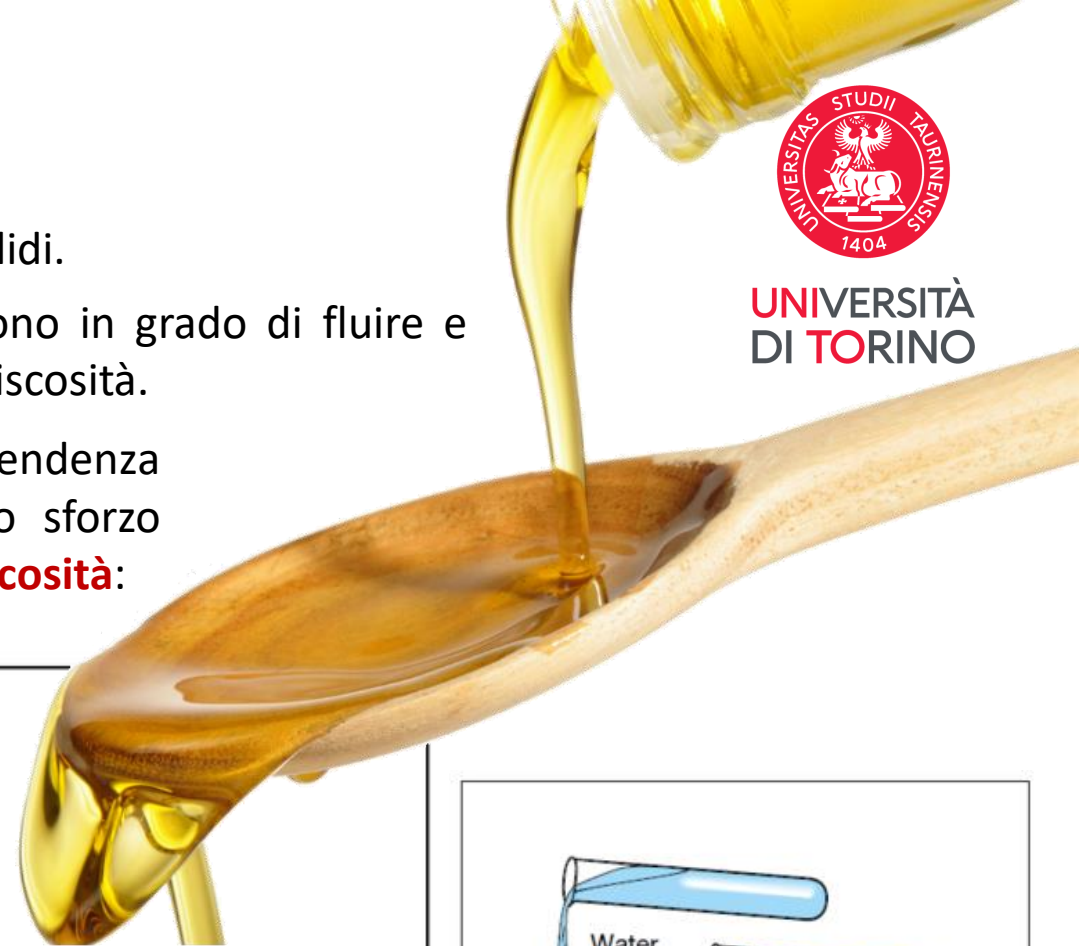 lidi.
ono in grado di fluire e
iscosità.
endenza
o sforzo
cosità:
UNIVERSITAS STUDII TAURINENSIS
1404
UNIVERSITÀ
DI TORINO
Water